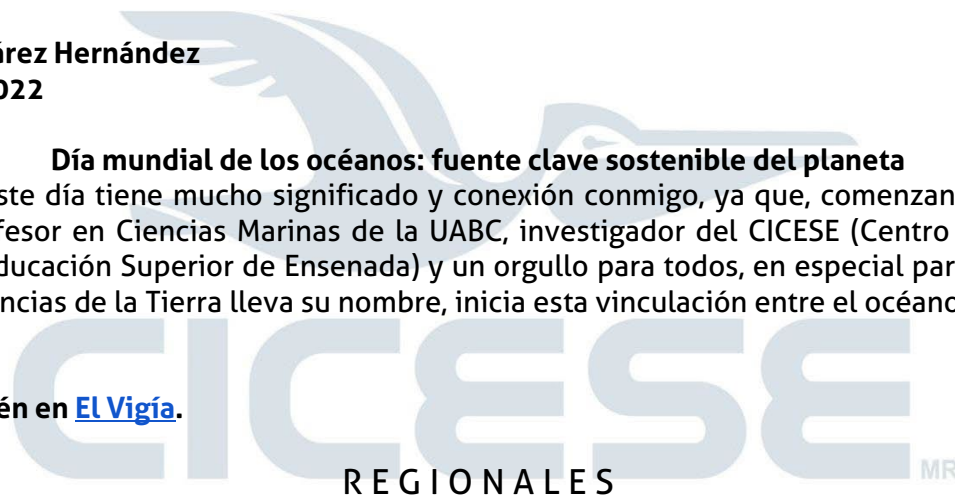 árez Hernández
022
Día mundial de los océanos: fuente clave sostenible del planeta
ste día tiene mucho significado y conexión conmigo, ya que, comenzan
fesor en Ciencias Marinas de la UABC, investigador del CICESE (Centro
ducación Superior de Ensenada) y un orgullo para todos, en especial par
ncias de la Tierra lleva su nombre, inicia esta vinculación entre el océano
én en El Vigía.
CICESE
MR
REGIONALES